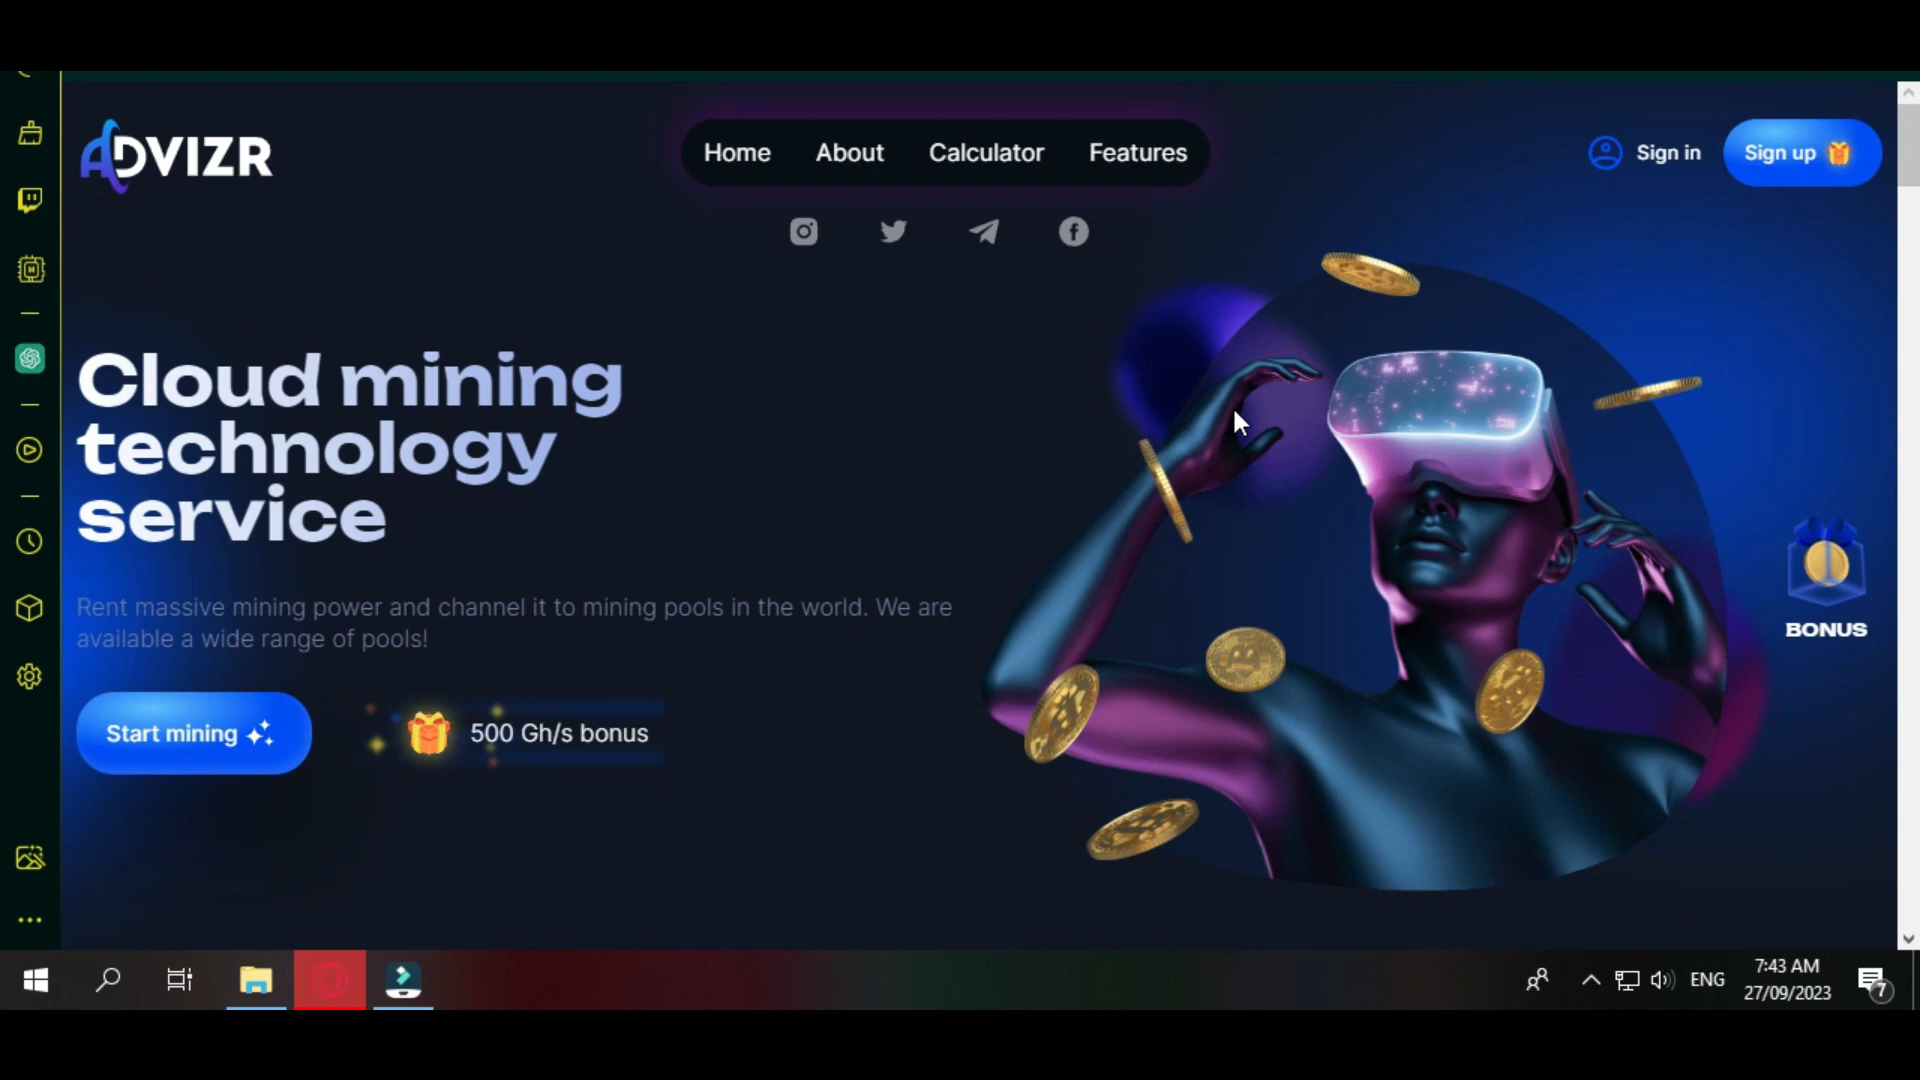 ADVIZR
Home About Calculator Features
Sign in
Sign up
Cloud mining
technology
service
Rent massive mining power and channel it to mining pools in the world. We are
available a wide range of pools!
Start mining
500 Gh/s bonus
BONUS
ENG
7:43 AM
27/09/2023
7